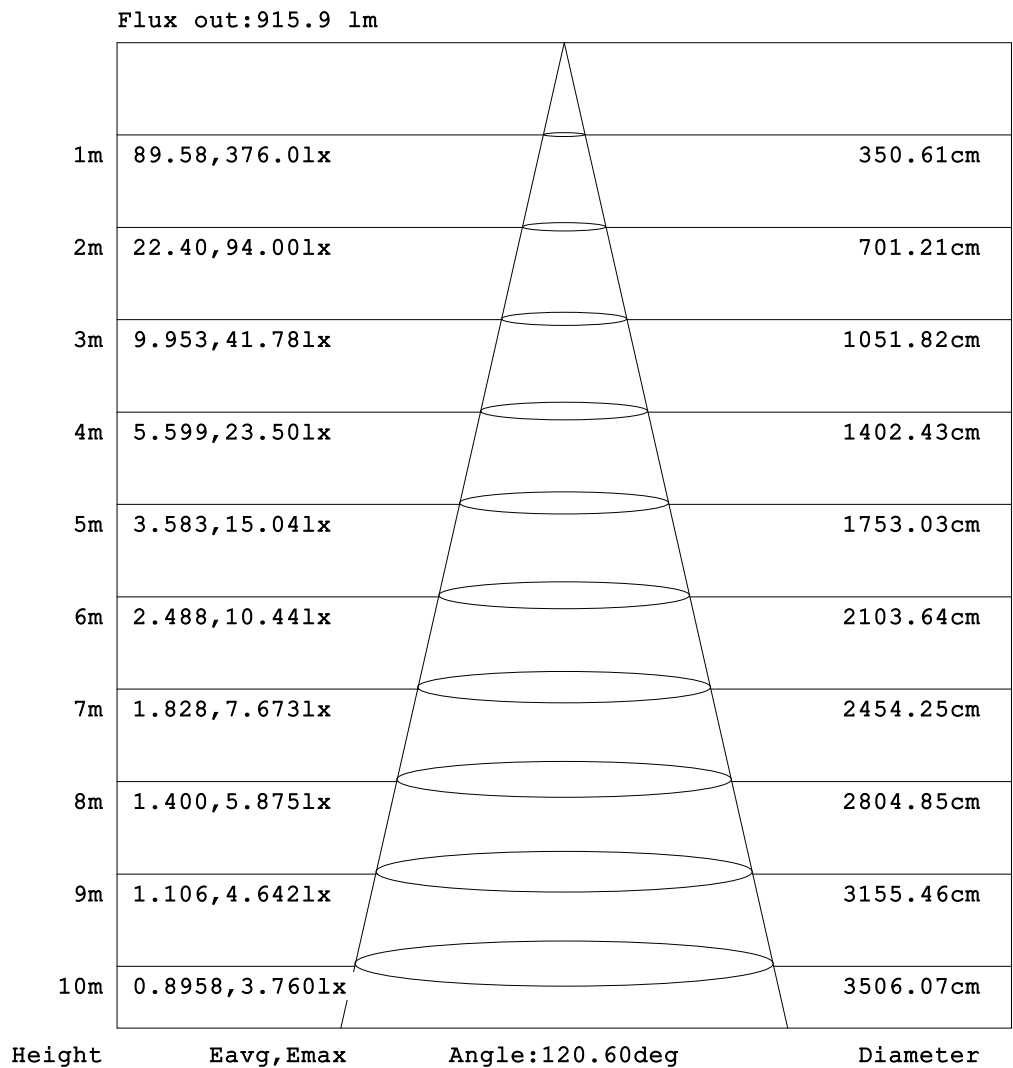 Flux out:915.9 lm
1m 89.58,376.0lx 350.61cm
2m 22.40,94.00lx 701.21cm
3m 9.953,41.78lx 1051.82cm
4m 5.599,23.50lx 1402.43cm
5m 3.583,15.04lx 1753.03cm
6m 2.488,10.44lx 2103.64cm
7m 1.828,7.673lx 2454.25cm
8m 1.400,5.875lx 2804.85cm
9m 1.106,4.642lx 3155.46cm
10m 0.8958,3.760lx 3506.07cm
Height Eavg,Emax Angle:120.60deg Diameter